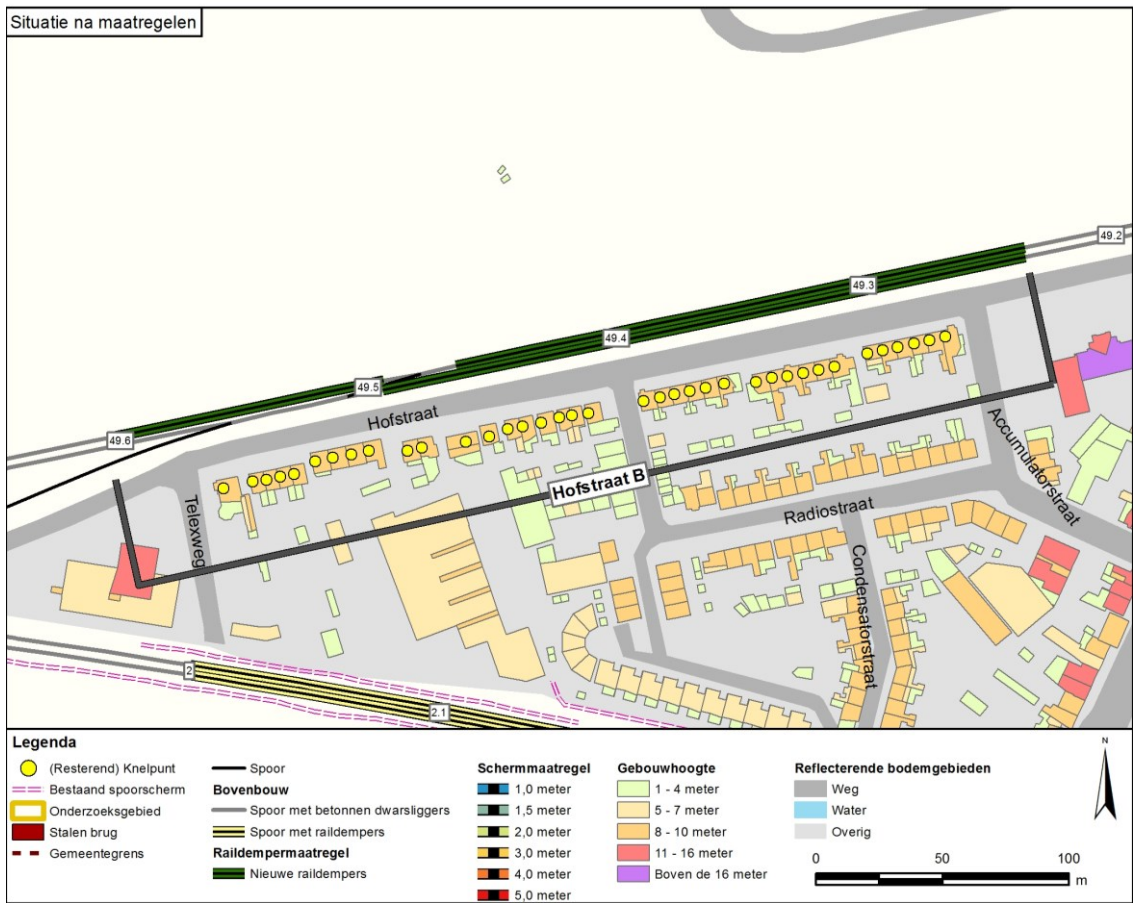 Situatie na maatregelen
49.2
49.3
49.4
49.5
49.6
Hofstraat
Hofstraat B
Telexweg
Accumulatorstraat
Radiostraat
Condensatorstraat
2
2.1
Legenda
(Resterend) Knelpunt
Bestaand spoorscherm
Onderzoeksgebied
Stalen brug
Gemeentegrens
Spoor
Bovenbouw
Spoor met betonnen dwarsliggers
Spoor met raildempers
Raildempermaatregel
Nieuwe raildempers
Schermmaatregel
1,0 meter
1,5 meter
2,0 meter
3,0 meter
4,0 meter
5,0 meter
Gebouwhoogte
1 - 4 meter
5 - 7 meter
8 - 10 meter
11 - 16 meter
Boven de 16 meter
Reflecterende bodemgebieden
Weg
Water
Overig
N
0 50 100
m